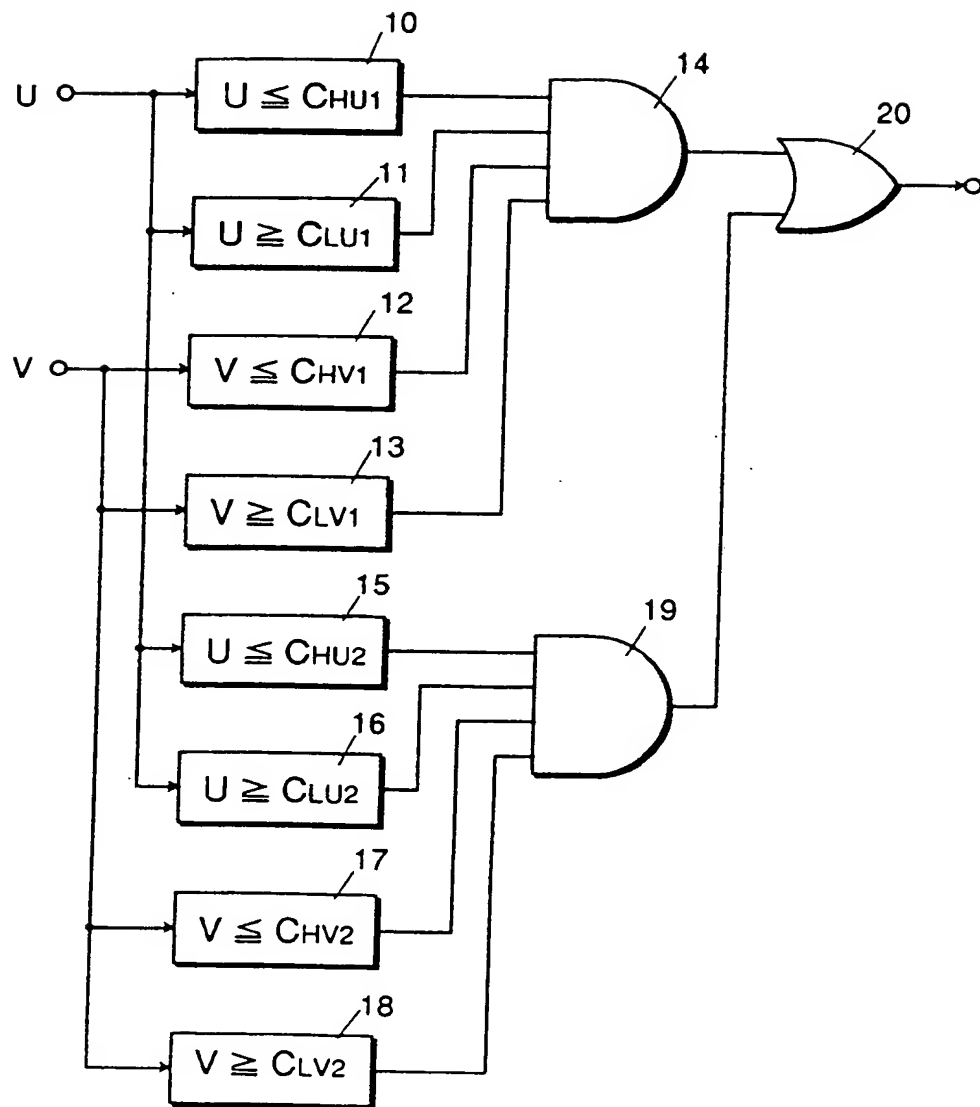 10
U ≦ CHU1
14
20
U
11
U ≧ CLU1
12
V
V ≦ CHV1
13
V ≧ CLV1
15
U ≦ CHU2
19
16
U ≧ CLU2
17
V ≦ CHV2
18
V ≧ CLV2